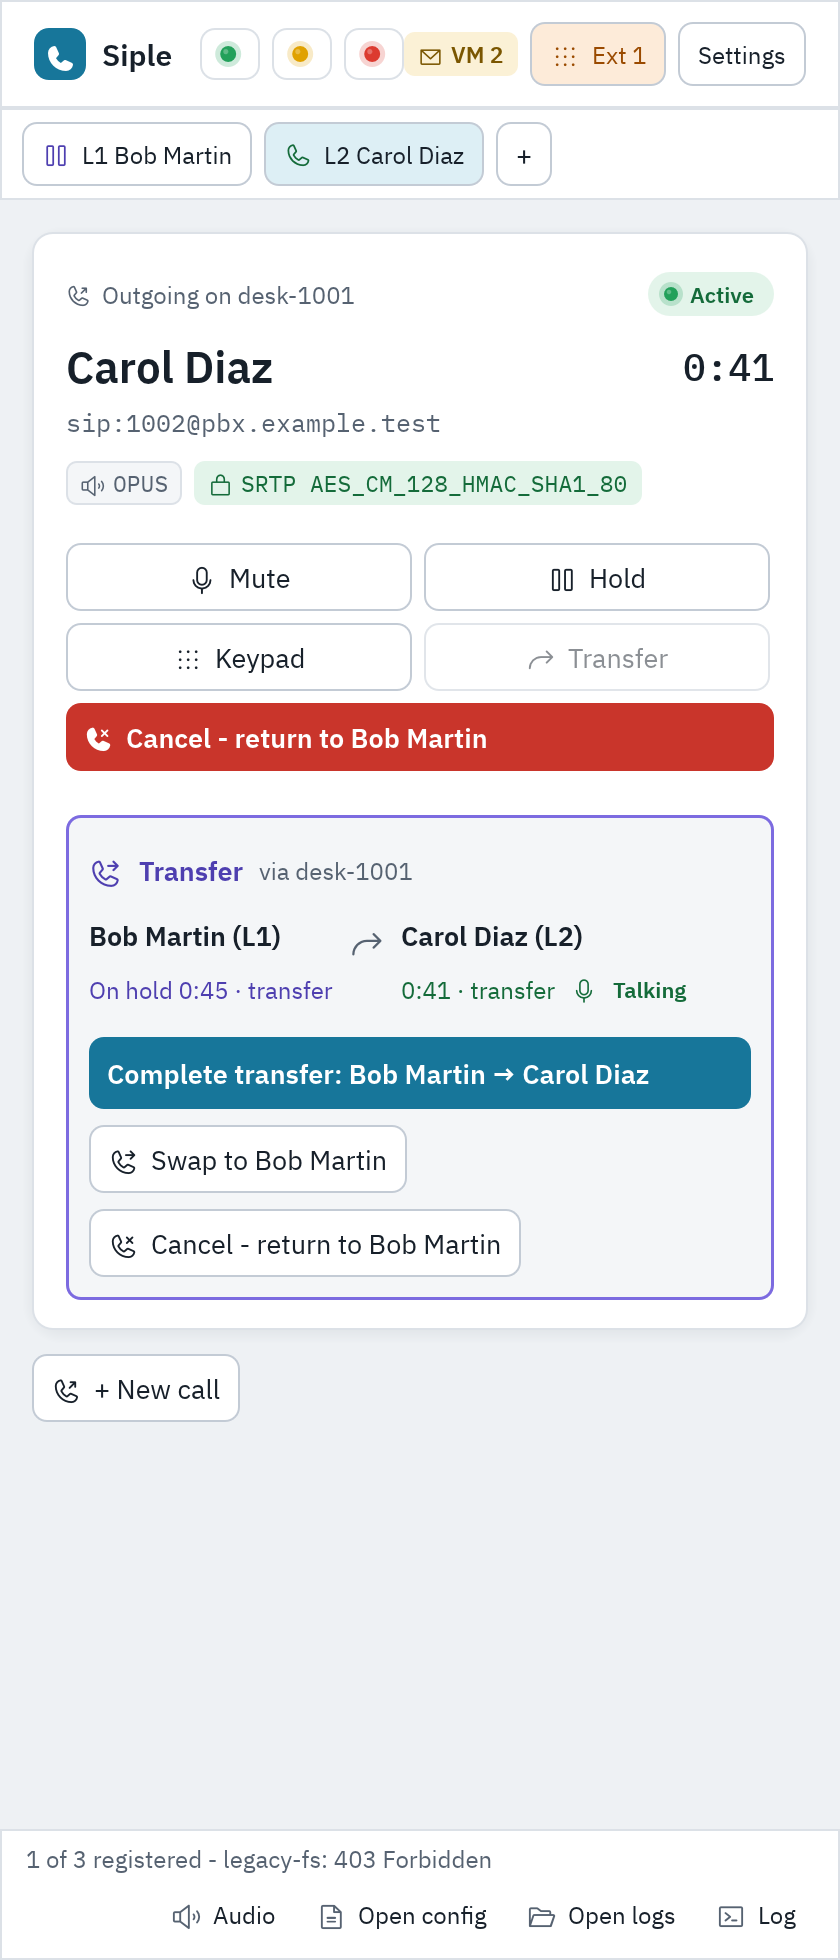 Siple VM 2 Ext 1 Settings
L1 Bob Martin L2 Carol Diaz +
Outgoing on desk-1001 Active
Carol Diaz 0:41
sip:1002@pbx.example.test
OPUS SRTP AES_CM_128_HMAC_SHA1_80
Mute Hold
Keypad Transfer
Cancel - return to Bob Martin
Transfer via desk-1001
Bob Martin (L1) Carol Diaz (L2)
On hold 0:45 · transfer 0:41 · transfer Talking
Complete transfer: Bob Martin → Carol Diaz
Swap to Bob Martin
Cancel - return to Bob Martin
+ New call
1 of 3 registered - legacy-fs: 403 Forbidden
Audio Open config Open logs Log